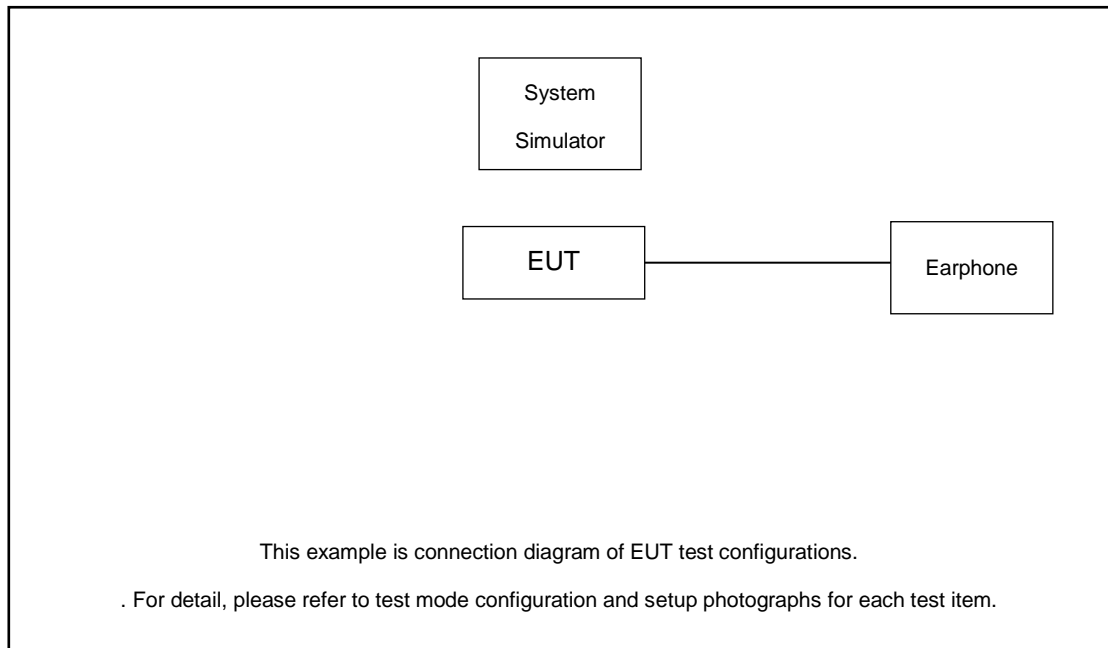 System
Simulator
EUT
Earphone
This example is connection diagram of EUT test configurations.
. For detail, please refer to test mode configuration and setup photographs for each test item.